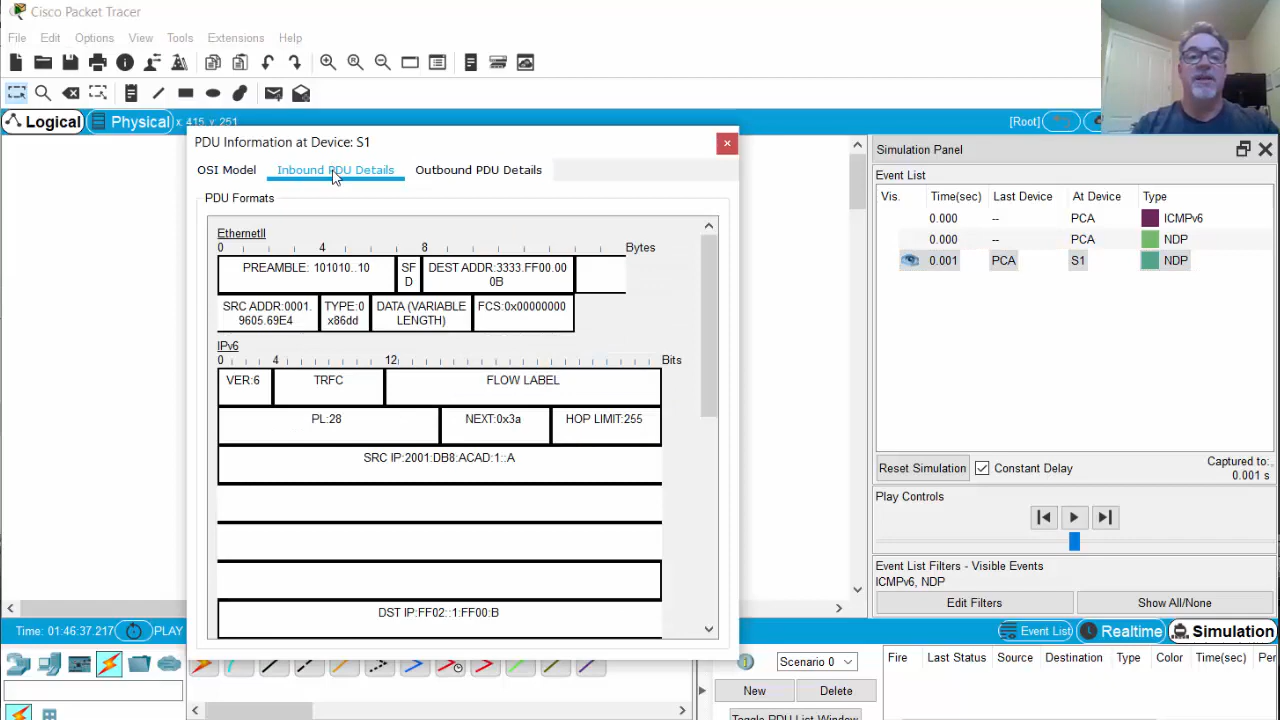 Cisco Packet Tracer
File Edit Options View Tools Extensions Help
Logical Physical x: 415, y: 251 [Root]
PDU Information at Device: S1
OSI Model Inbound PDU Details Outbound PDU Details
PDU Formats
EthernetII
0 4 8 Bytes
PREAMBLE: 101010..10 SF D DEST ADDR:3333.FF00.00 0B
SRC ADDR:0001. 9605.69E4 TYPE:0 x86dd DATA (VARIABLE LENGTH) FCS:0x00000000
IPv6
0 4 12 Bits
VER:6 TRFC FLOW LABEL
PL:28 NEXT:0x3a HOP LIMIT:255
SRC IP:2001:DB8:ACAD:1::A
DST IP:FF02::1:FF00:B
Simulation Panel
Event List
Vis. Time(sec) Last Device At Device Type
0.000 -- PCA ICMPv6
0.000 -- PCA NDP
0.001 PCA S1 NDP
Reset Simulation Constant Delay Captured to:
0.001 s
Play Controls
Event List Filters - Visible Events
ICMPv6, NDP
Edit Filters Show All/None
Time: 01:46:37.217 PLAY Event List Realtime Simulation
Scenario 0
New Delete
Toggle PDU List Window
Fire Last Status Source Destination Type Color Time(sec) Per